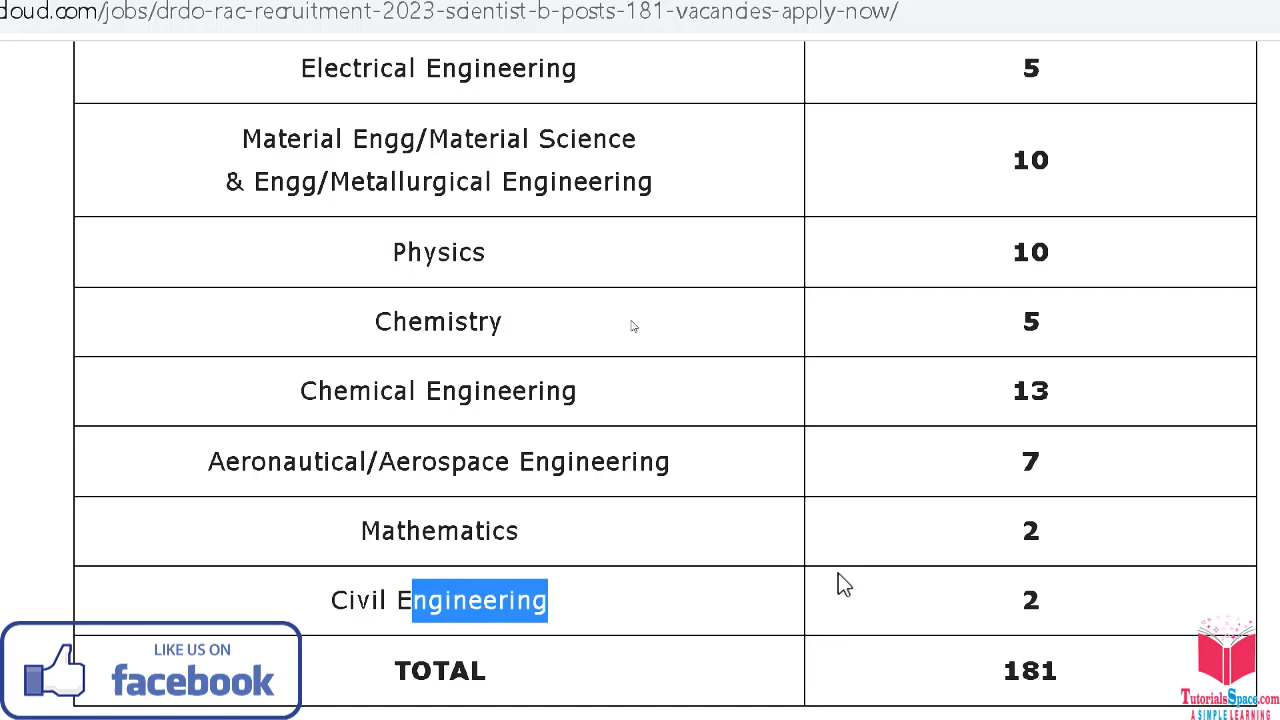 cloud.com/jobs/drdo-rac-recruitment-2023-scientist-b-posts-181-vacancies-apply-now/
Electrical Engineering 5
Material Engg/Material Science
& Engg/Metallurgical Engineering 10
Physics 10
Chemistry 5
Chemical Engineering 13
Aeronautical/Aerospace Engineering 7
Mathematics 2
Civil Engineering 2
TOTAL 181
LIKE US ON
facebook
TutorialsSpace.com
A SIMPLE LEARNING